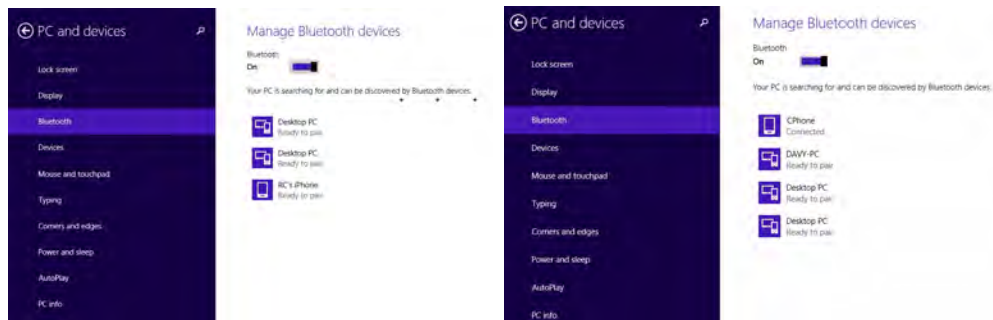 PC and devices
Lock screen
Display
Bluetooth
Devices
Mouse and touchpad
Typing
Corners and edges
Power and sleep
AutoPlay
PC info
Manage Bluetooth devices
Bluetooth
On
Your PC is searching for and can be discovered by Bluetooth devices.
Desktop PC
Ready to pair
Desktop PC
Ready to pair
RC's iPhone
Ready to pair
PC and devices
Lock screen
Display
Bluetooth
Devices
Mouse and touchpad
Typing
Corners and edges
Power and sleep
AutoPlay
PC info
Manage Bluetooth devices
Bluetooth
On
Your PC is searching for and can be discovered by Bluetooth devices.
CPhone
Connected
DAVY-PC
Ready to pair
Desktop PC
Ready to pair
Desktop PC
Ready to pair